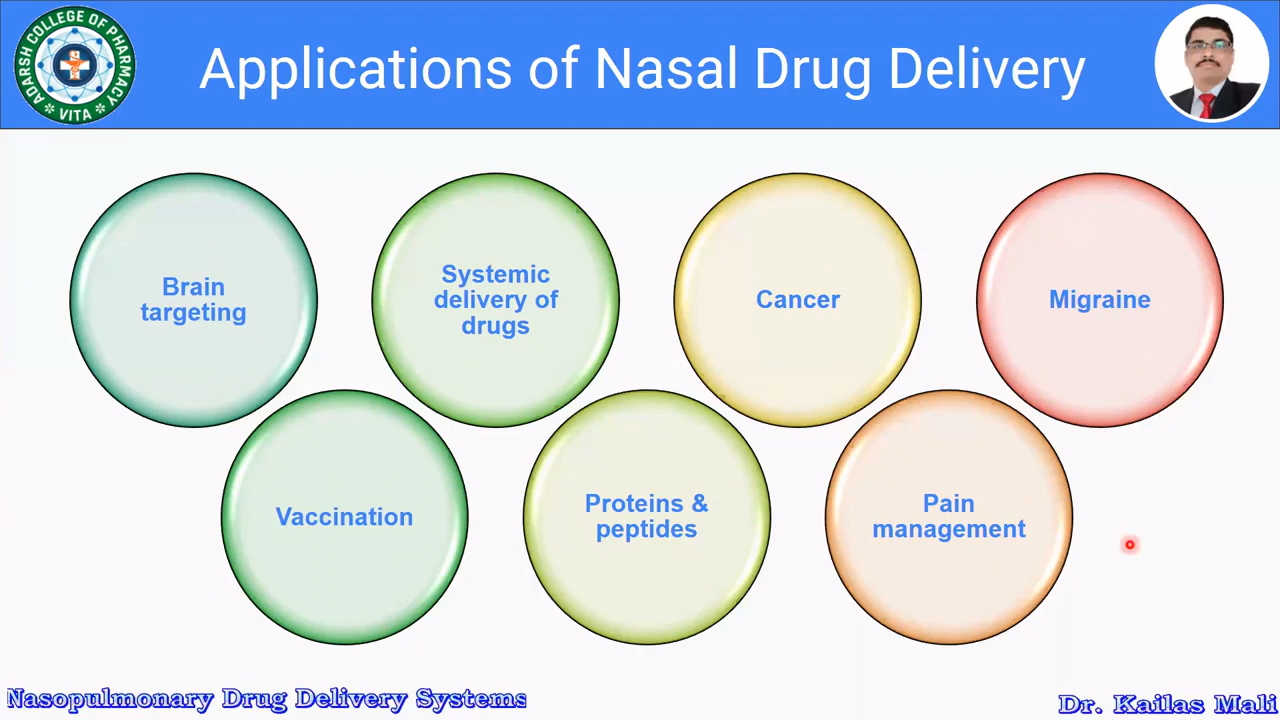 ADARSH COLLEGE OF PHARMACY
VITA
Applications of Nasal Drug Delivery
Brain
targeting
Systemic
delivery of
drugs
Cancer
Migraine
Vaccination
Proteins &
peptides
Pain
management
Nasopulmonary Drug Delivery Systems
Dr. Kailas Mali